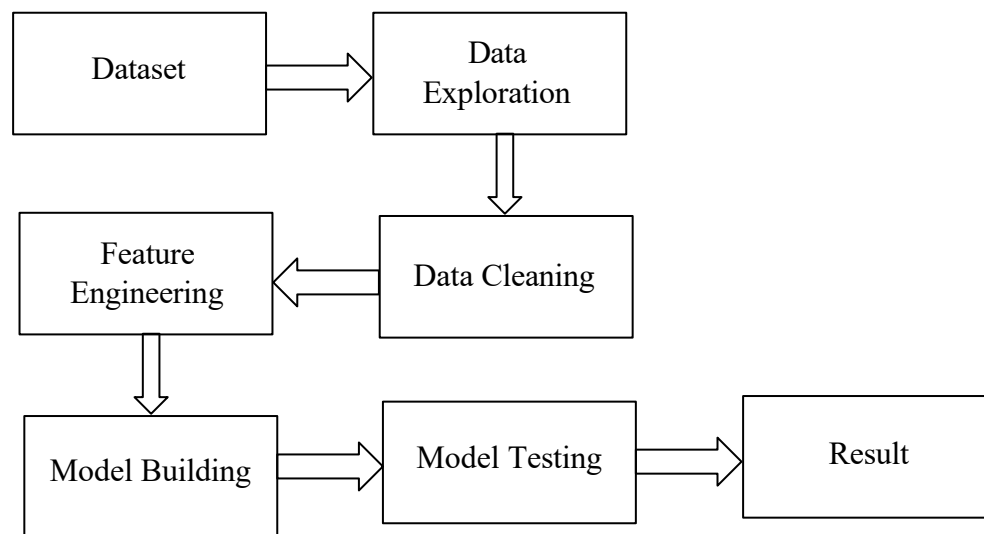 Dataset
Data
Exploration
Data Cleaning
Feature
Engineering
Model Building
Model Testing
Result